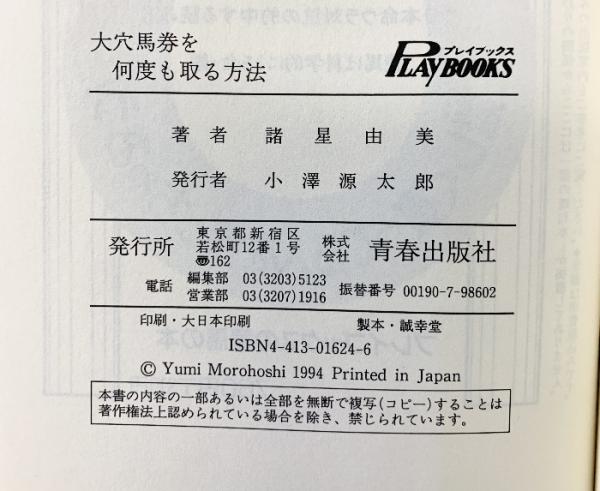 大穴馬券を
何度も取る方法
プレイブックス
PLAYBOOKS
著者 諸星由美
発行者 小澤源太郎
発行所
東京都新宿区
若松町12番1号
〠162
株式
会社
青春出版社
電話
編集部 03(3203)5123
営業部 03(3207)1916
振替番号 00190-7-98602
印刷・大日本印刷 製本・誠幸堂
ISBN4-413-01624-6
© Yumi Morohoshi 1994 Printed in Japan
本書の内容の一部あるいは全部を無断で複写(コピー)することは
著作権法上認められている場合を除き、禁じられています。